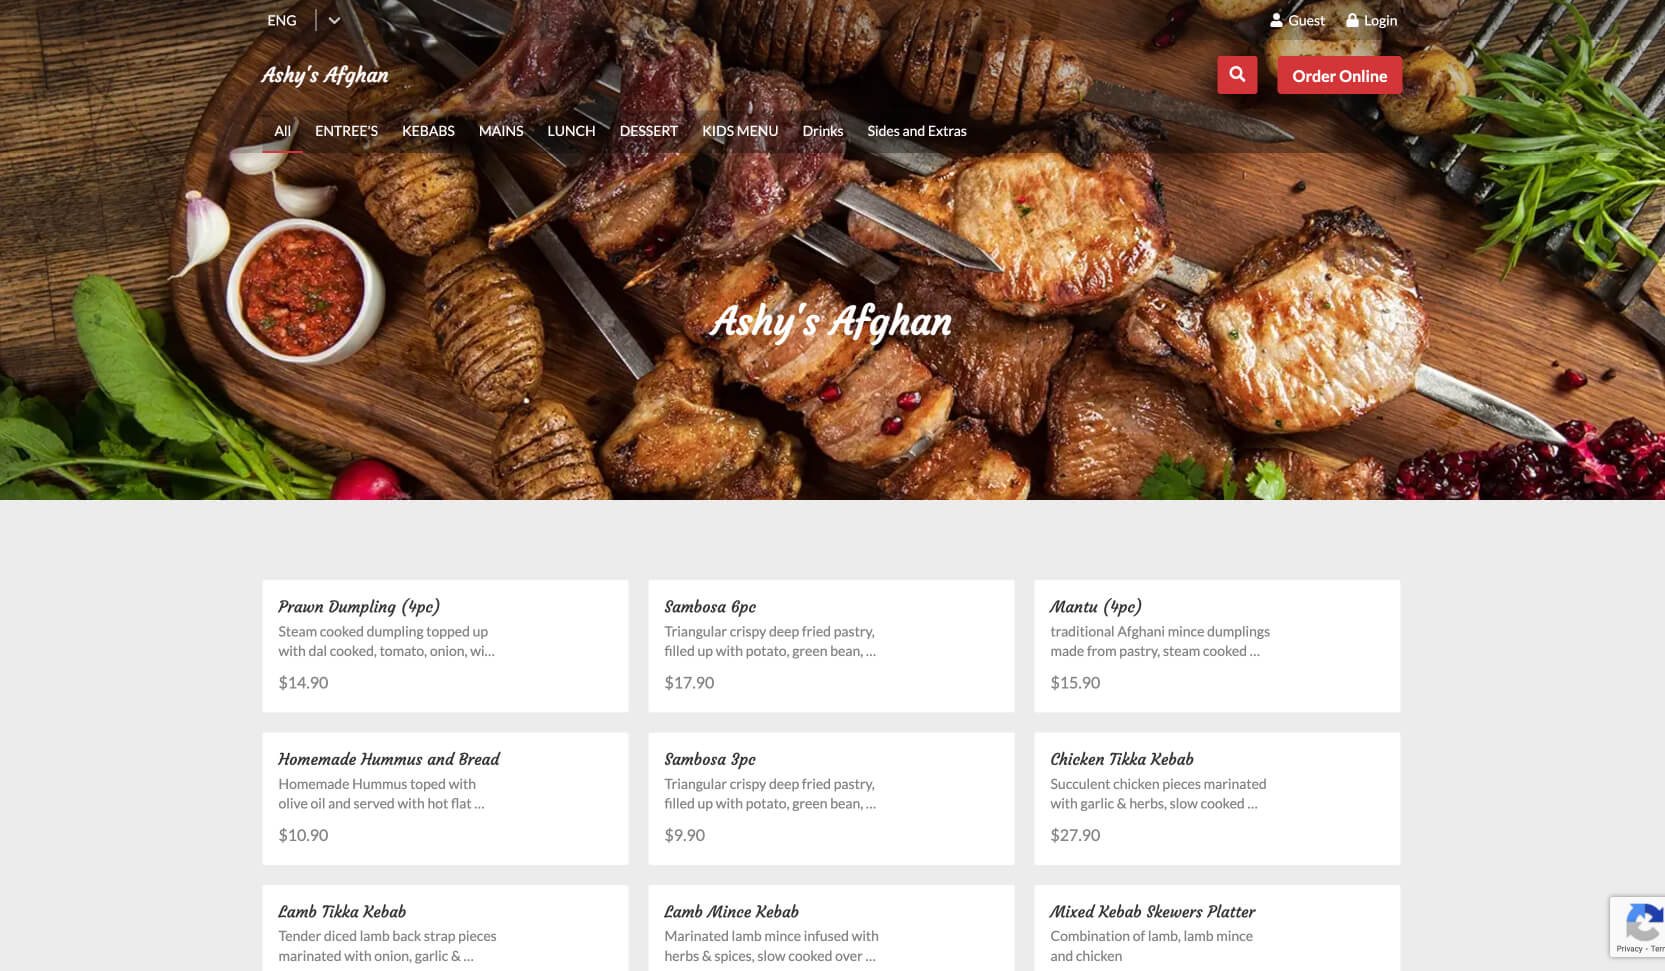 ENG
Guest
Login
Ashy's Afghan
Order Online
All
ENTREE'S
KEBABS
MAINS
LUNCH
DESSERT
KIDS MENU
Drinks
Sides and Extras
Ashy's Afghan
Prawn Dumpling (4pc)
Steam cooked dumpling topped up
with dal cooked, tomato, onion, wi...
$14.90
Sambosa 6pc
Triangular crispy deep fried pastry,
filled up with potato, green bean, ...
$17.90
Mantu (4pc)
traditional Afghani mince dumplings
made from pastry, steam cooked ...
$15.90
Homemade Hummus and Bread
Homemade Hummus toped with
olive oil and served with hot flat ...
$10.90
Sambosa 3pc
Triangular crispy deep fried pastry,
filled up with potato, green bean, ...
$9.90
Chicken Tikka Kebab
Succulent chicken pieces marinated
with garlic & herbs, slow cooked ...
$27.90
Lamb Tikka Kebab
Tender diced lamb back strap pieces
marinated with onion, garlic & ...
Lamb Mince Kebab
Marinated lamb mince infused with
herbs & spices, slow cooked over ...
Mixed Kebab Skewers Platter
Combination of lamb, lamb mince
and chicken
Privacy - Terr